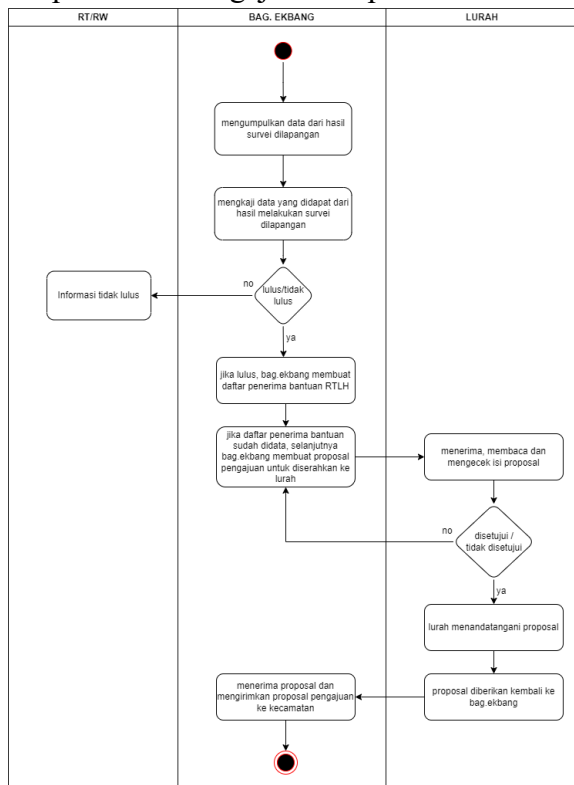 RT/RW
BAG. EKBANG
LURAH
mengumpulkan data dari hasil
survei dilapangan
mengkaji data yang didapat dari
hasil melakukan survei
dilapangan
lulus/tidak
lulus
no
Informasi tidak lulus
ya
jika lulus, bag.ekbang membuat
daftar penerima bantuan RTLH
jika daftar penerima bantuan
sudah didata, selanjutnya
bag.ekbang membuat proposal
pengajuan untuk diserahkan ke
lurah
menerima, membaca dan
mengecek isi proposal
disetujui /
tidak disetujui
no
ya
lurah menandatangani proposal
proposal diberikan kembali ke
bag.ekbang
menerima proposal dan
mengirimkan proposal pengajuan
ke kecamatan